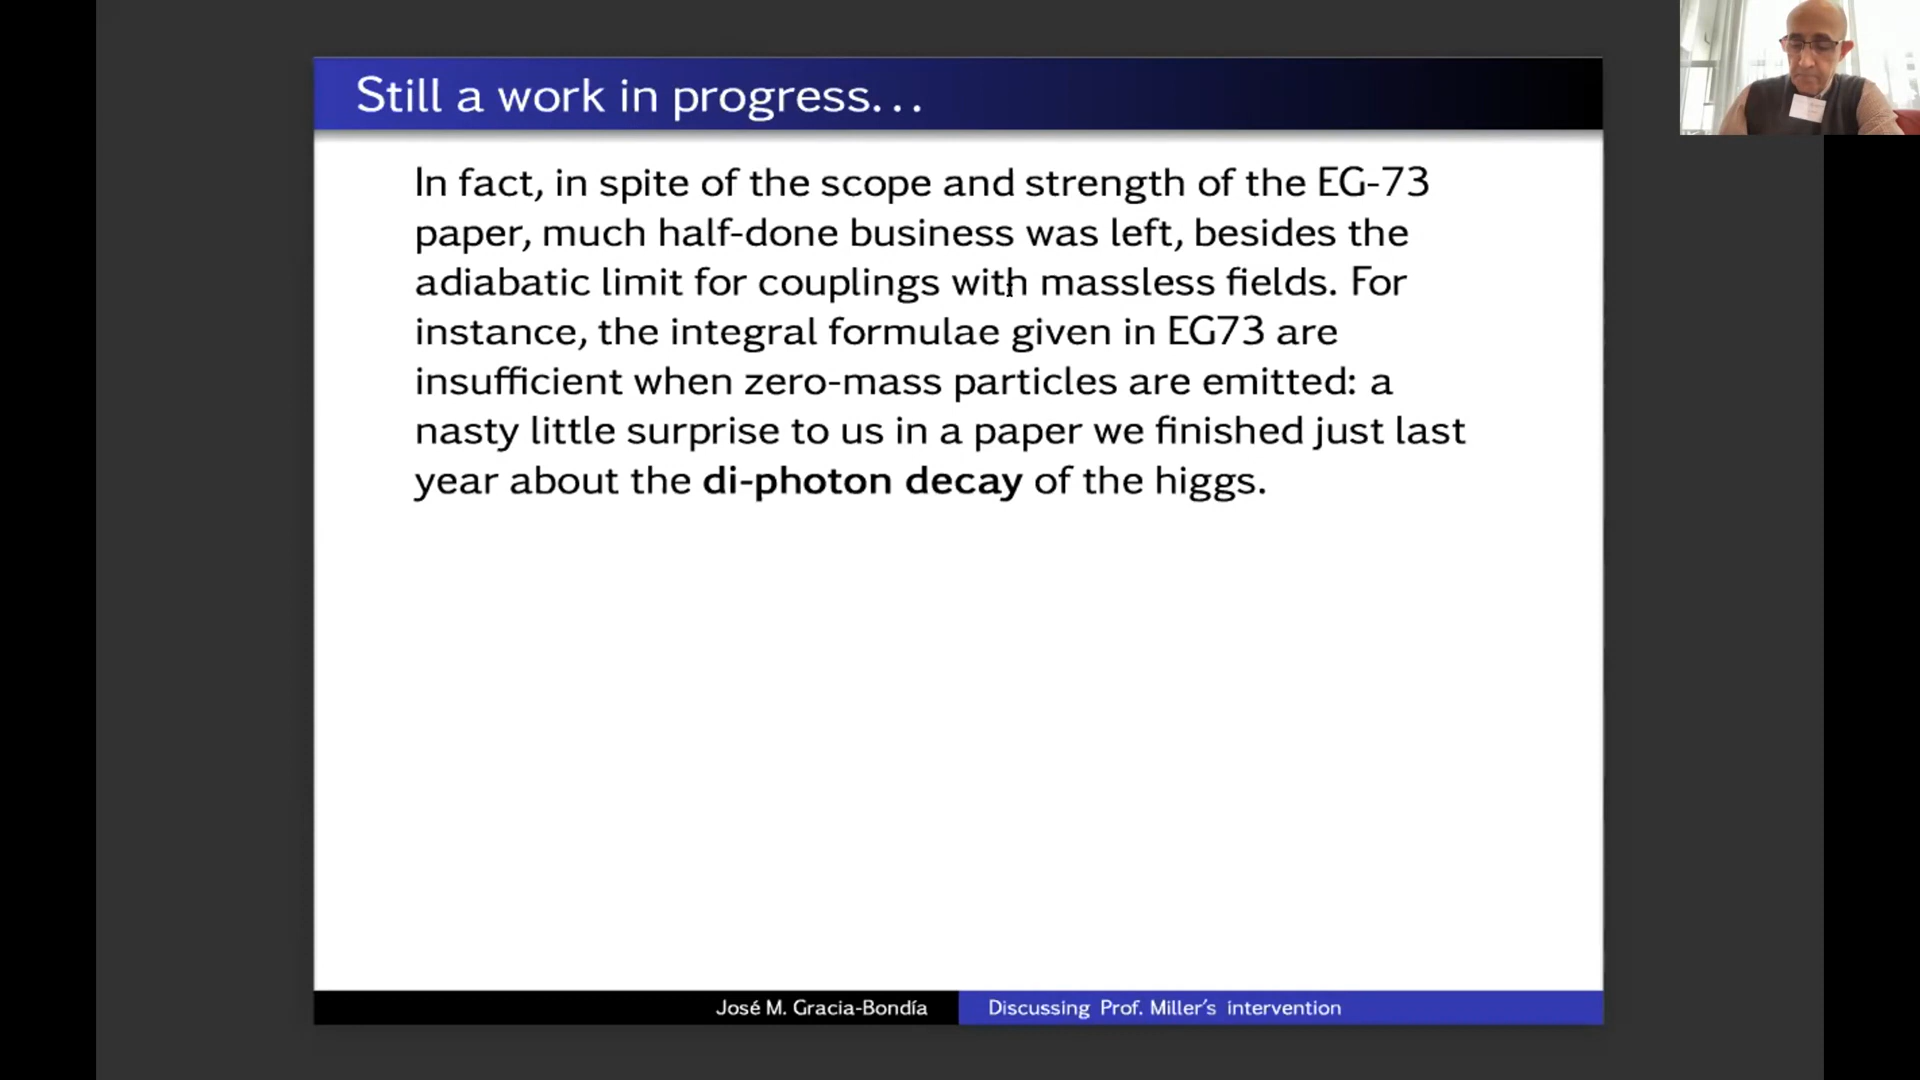 Still a work in progress...
In fact, in spite of the scope and strength of the EG-73
paper, much half-done business was left, besides the
adiabatic limit for couplings with massless fields. For
instance, the integral formulae given in EG73 are
insufficient when zero-mass particles are emitted: a
nasty little surprise to us in a paper we finished just last
year about the di-photon decay of the higgs.
José M. Gracia-Bondía
Discussing Prof. Miller's intervention